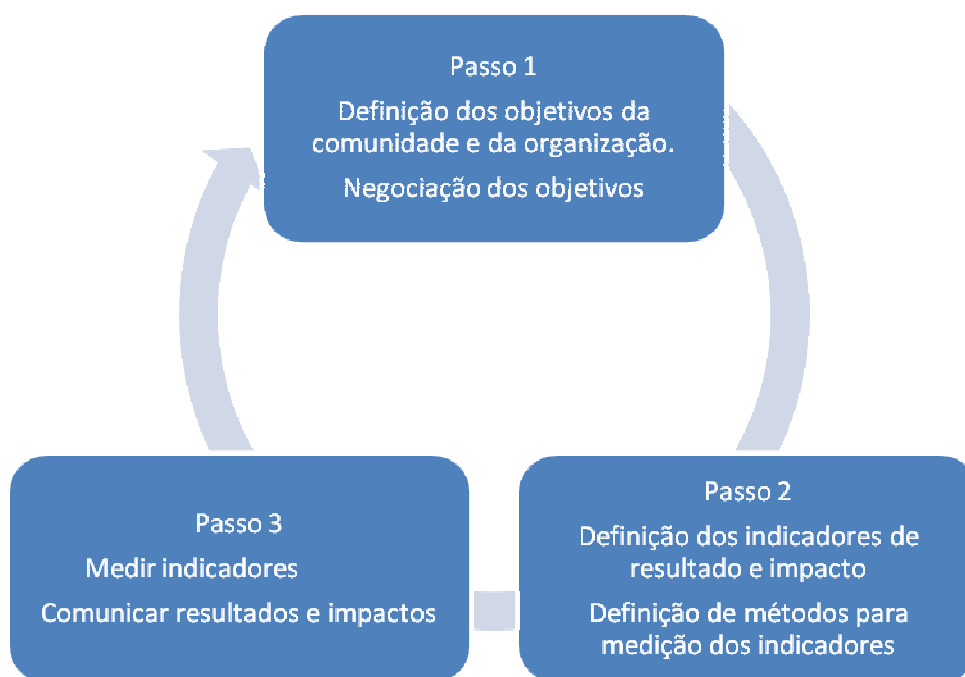 Passo 1
Definição dos objetivos da
comunidade e da organização.
Negociação dos objetivos
Passo 2
Definição dos indicadores de
resultado e impacto
Definição de métodos para
medição dos indicadores
Passo 3
Medir indicadores
Comunicar resultados e impactos